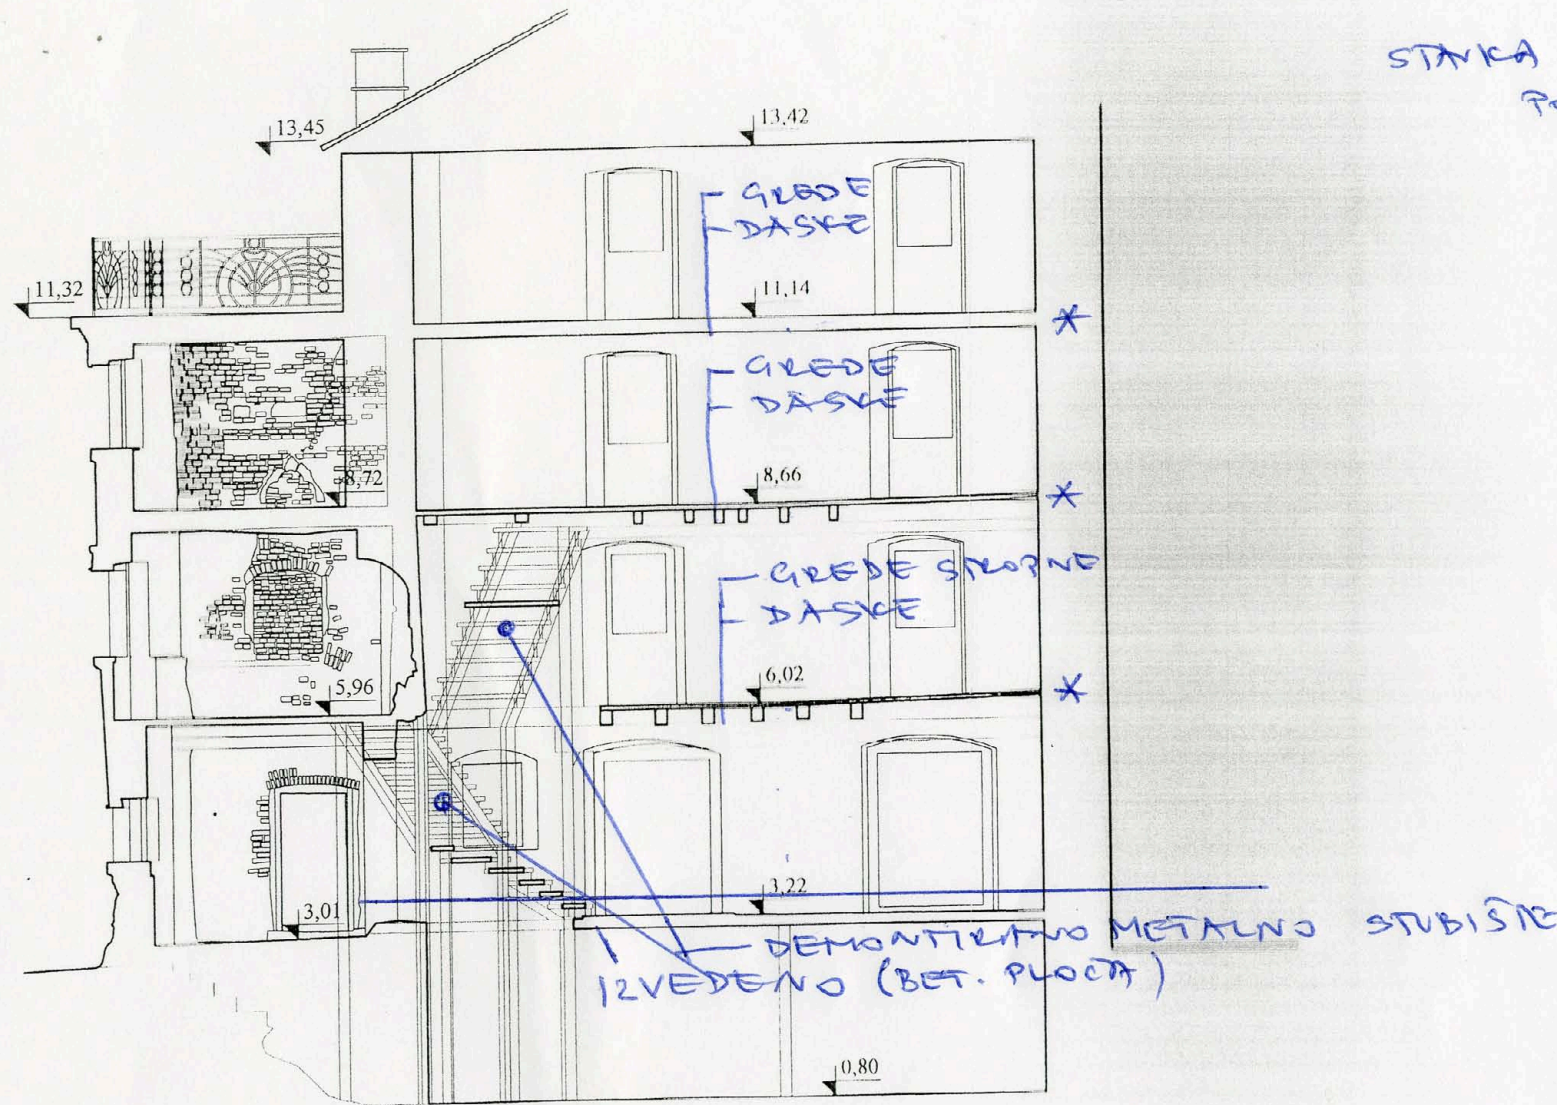 STAVKA
13,45
13,42
GREDE
DASKE
11,32
11,14
*
GREDE
DASKE
8,72
8,66
*
GREDE STROPNE
DASKE
5,96
6,02
*
3,22
3,01
DEMONTIRANO METALNO STUBIŠTE
IZVEDENO (BET. PLOČA)
0,80